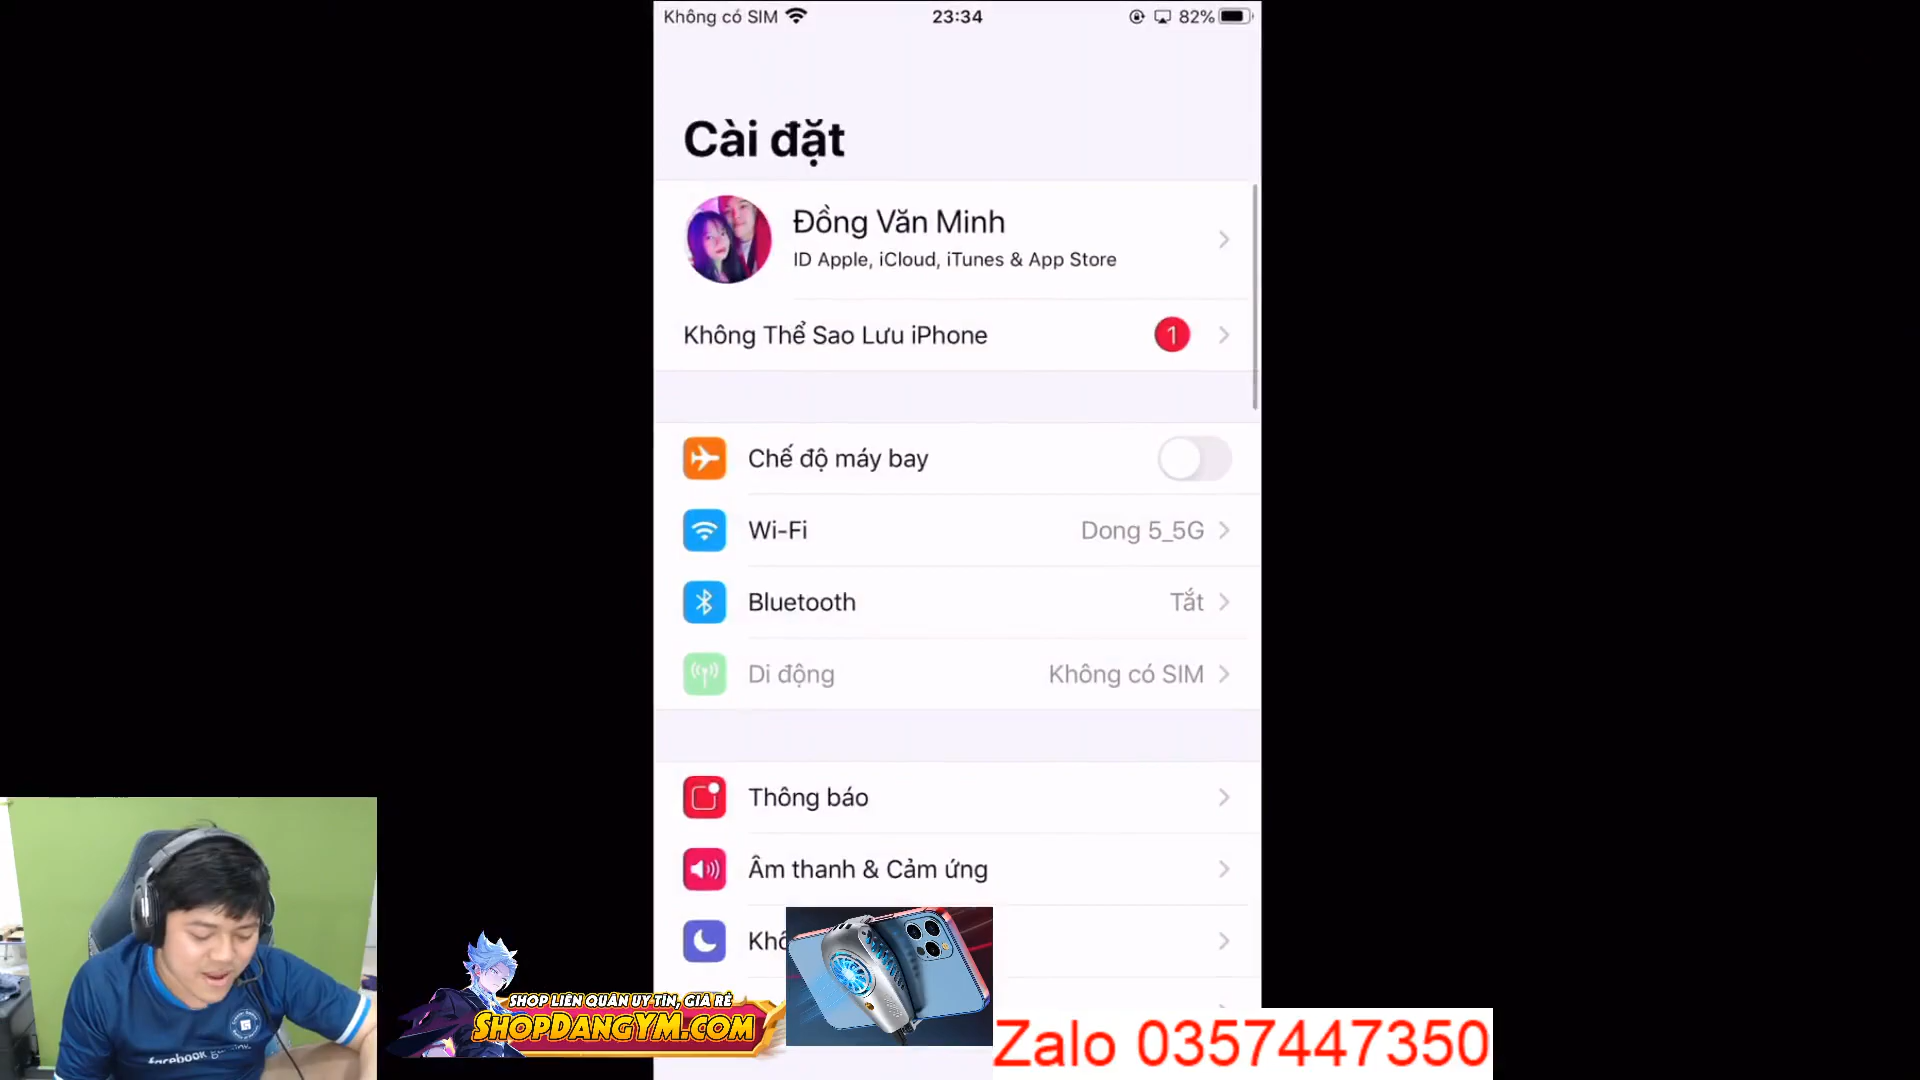 Không có SIM
23:34
82%
Cài đặt
Đồng Văn Minh
ID Apple, iCloud, iTunes & App Store
Không Thể Sao Lưu iPhone
1
Chế độ máy bay
Wi-Fi
Dong 5_5G
Bluetooth
Tắt
Di động
Không có SIM
Thông báo
Âm thanh & Cảm ứng
SHOP LIÊN QUÂN UY TÍN, GIÁ RẺ
SHOPDANGYM.COM
Zalo 0357447350
facebook